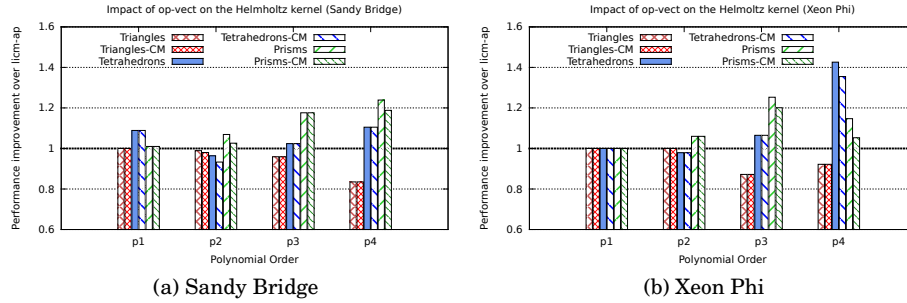 Impact of op-vect on the Helmholtz kernel (Sandy Bridge)
Performance improvement over licm-ap
1.6
1.4
1.2
1
0.8
0.6
Triangles
Triangles-CM
Tetrahedrons
Tetrahedrons-CM
Prisms
Prisms-CM
p1 p2 p3 p4
Polynomial Order
(a) Sandy Bridge
Impact of op-vect on the Helmholtz kernel (Xeon Phi)
Performance improvement over licm-ap
1.6
1.4
1.2
1
0.8
0.6
Triangles
Triangles-CM
Tetrahedrons
Tetrahedrons-CM
Prisms
Prisms-CM
p1 p2 p3 p4
Polynomial Order
(b) Xeon Phi